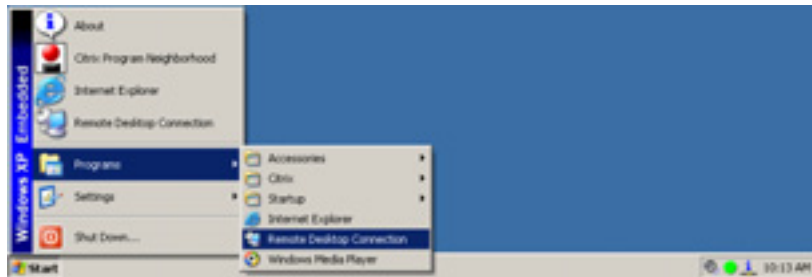 About
Citrix Program Neighborhood
Internet Explorer
Remote Desktop Connection
Programs
Settings
Shut Down...
Windows XP Embedded
Accessories
Citrix
Startup
Internet Explorer
Remote Desktop Connection
Windows Media Player
Start
10:13 AM